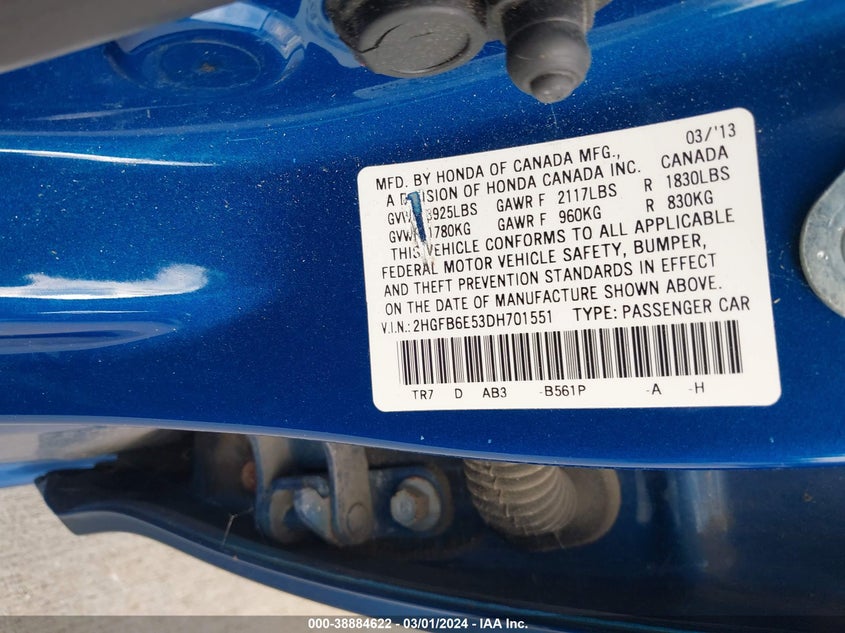 03/'13
MFD. BY HONDA OF CANADA MFG.,
A DIVISION OF HONDA CANADA INC. CANADA
3925LBS GAWR F 2117LBS R 1830LBS
1780KG GAWR F 960KG R 830KG
THIS VEHICLE CONFORMS TO ALL APPLICABLE
FEDERAL MOTOR VEHICLE SAFETY, BUMPER,
AND THEFT PREVENTION STANDARDS IN EFFECT
ON THE DATE OF MANUFACTURE SHOWN ABOVE.
V.I.N.: 2HGFB6E53DH701551 TYPE: PASSENGER CAR
TR7 D AB3 -B561P -A -H
000-38884622 - 03/01/2024 - IAA Inc.